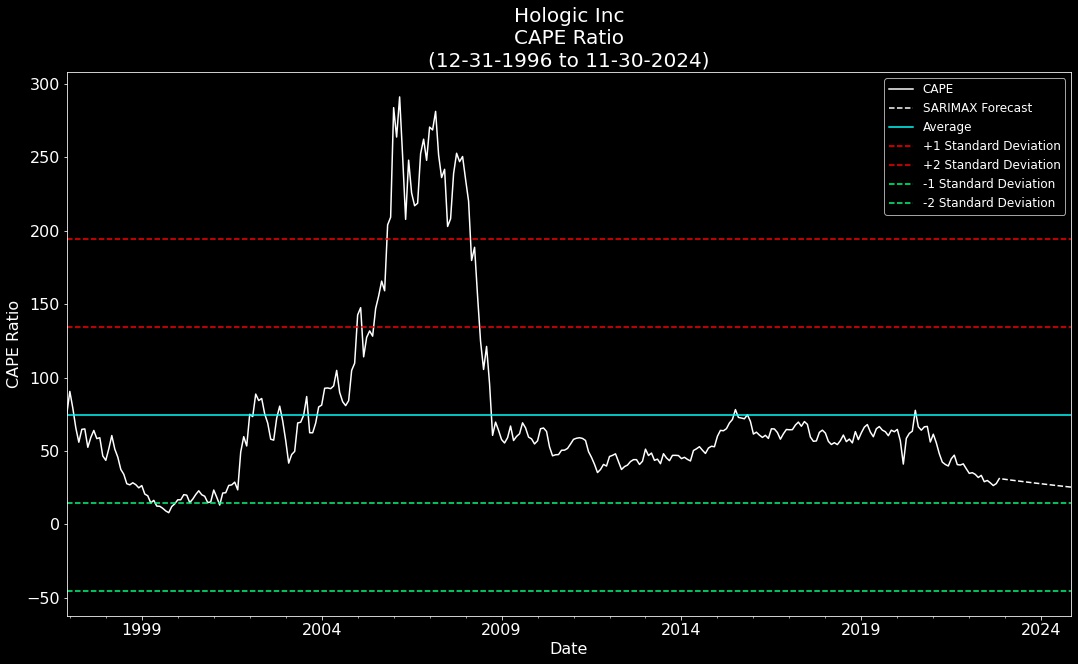 Hologic Inc
CAPE Ratio
(12-31-1996 to 11-30-2024)
CAPE
SARIMAX Forecast
Average
+1 Standard Deviation
+2 Standard Deviation
-1 Standard Deviation
-2 Standard Deviation
CAPE Ratio
300
250
200
150
100
50
0
−50
1999
2004
2009
2014
2019
2024
Date